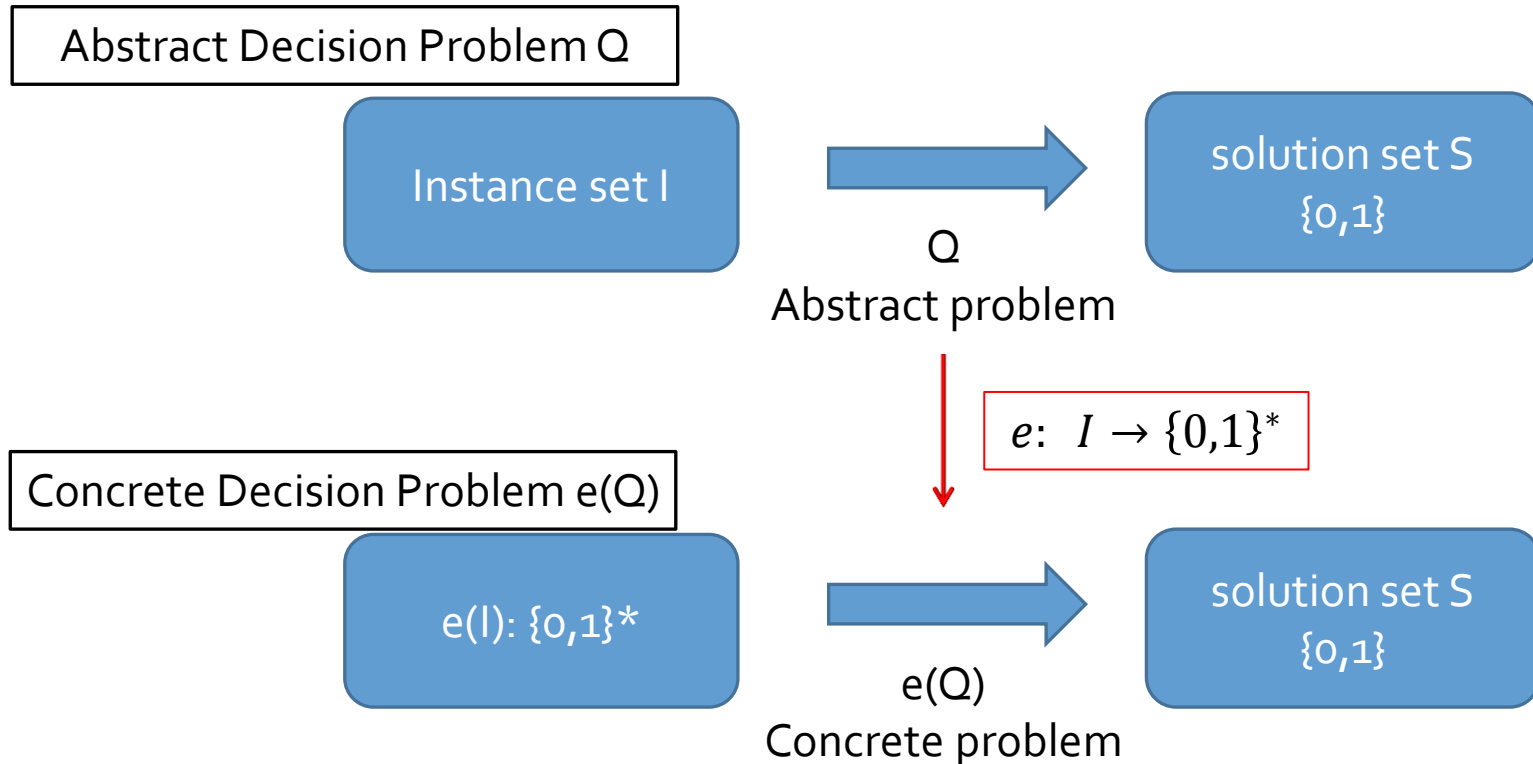 Abstract Decision Problem Q
Instance set I
solution set S
{0,1}
Q
Abstract problem
e: I → {0,1}*
Concrete Decision Problem e(Q)
e(I): {0,1}*
solution set S
{0,1}
e(Q)
Concrete problem